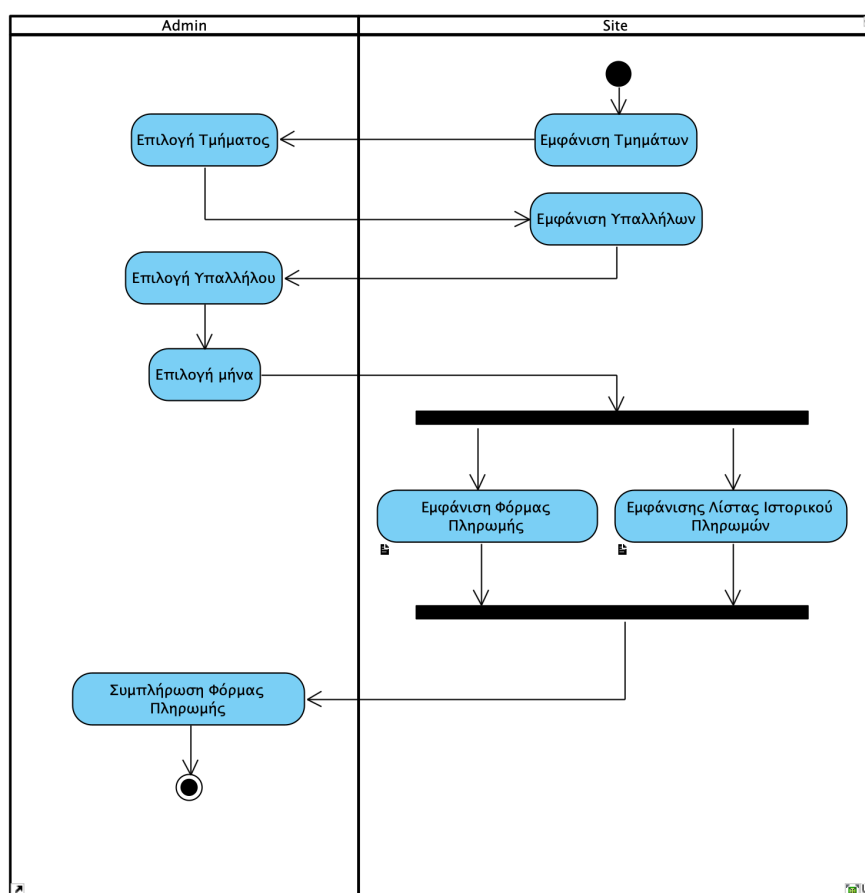 Admin
Site
Εμφάνιση Τμημάτων
Επιλογή Τμήματος
Εμφάνιση Υπαλλήλων
Επιλογή Υπαλλήλου
Επιλογή μήνα
Εμφάνιση Φόρμας
Πληρωμής
Εμφάνισης Λίστας Ιστορικού
Πληρωμών
Συμπλήρωση Φόρμας
Πληρωμής